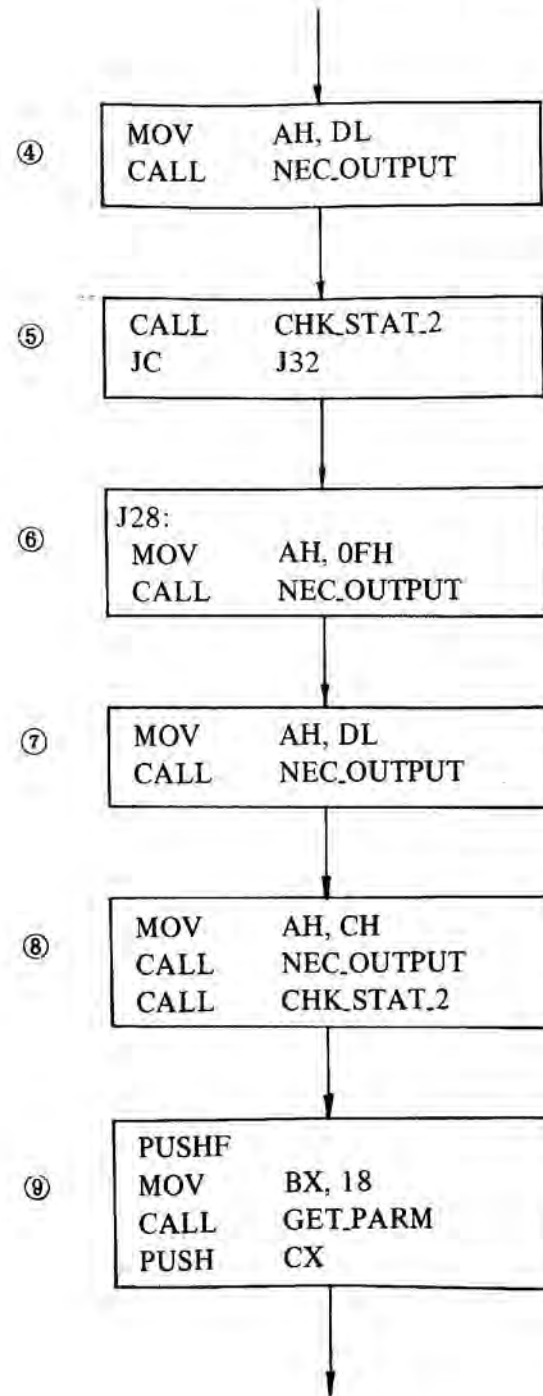 ④
MOV AH, DL
CALL NEC_OUTPUT
⑤
CALL CHK_STAT_2
JC J32
⑥
J28:
MOV AH, 0FH
CALL NEC_OUTPUT
⑦
MOV AH, DL
CALL NEC_OUTPUT
⑧
MOV AH, CH
CALL NEC_OUTPUT
CALL CHK_STAT_2
⑨
PUSHF
MOV BX, 18
CALL GET_PARM
PUSH CX